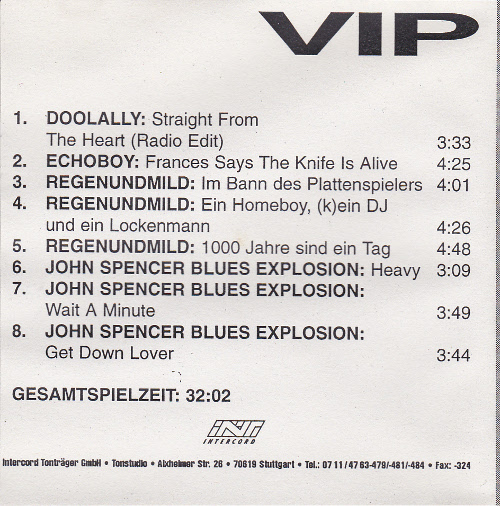 VIP
1. DOOLALLY: Straight From
The Heart (Radio Edit) 3:33
2. ECHOBOY: Frances Says The Knife Is Alive 4:25
3. REGENUNDMILD: Im Bann des Plattenspielers 4:01
4. REGENUNDMILD: Ein Homeboy, (k)ein DJ
und ein Lockenmann 4:26
5. REGENUNDMILD: 1000 Jahre sind ein Tag 4:48
6. JOHN SPENCER BLUES EXPLOSION: Heavy 3:09
7. JOHN SPENCER BLUES EXPLOSION:
Wait A Minute 3:49
8. JOHN SPENCER BLUES EXPLOSION:
Get Down Lover 3:44
GESAMTSPIELZEIT: 32:02
INT
INTERCORD
Intercord Tonträger GmbH • Tonstudio • Aixheimer Str. 26 • 70619 Stuttgart • Tel.: 07 11/47 63-479/-481/-484 • Fax: -324